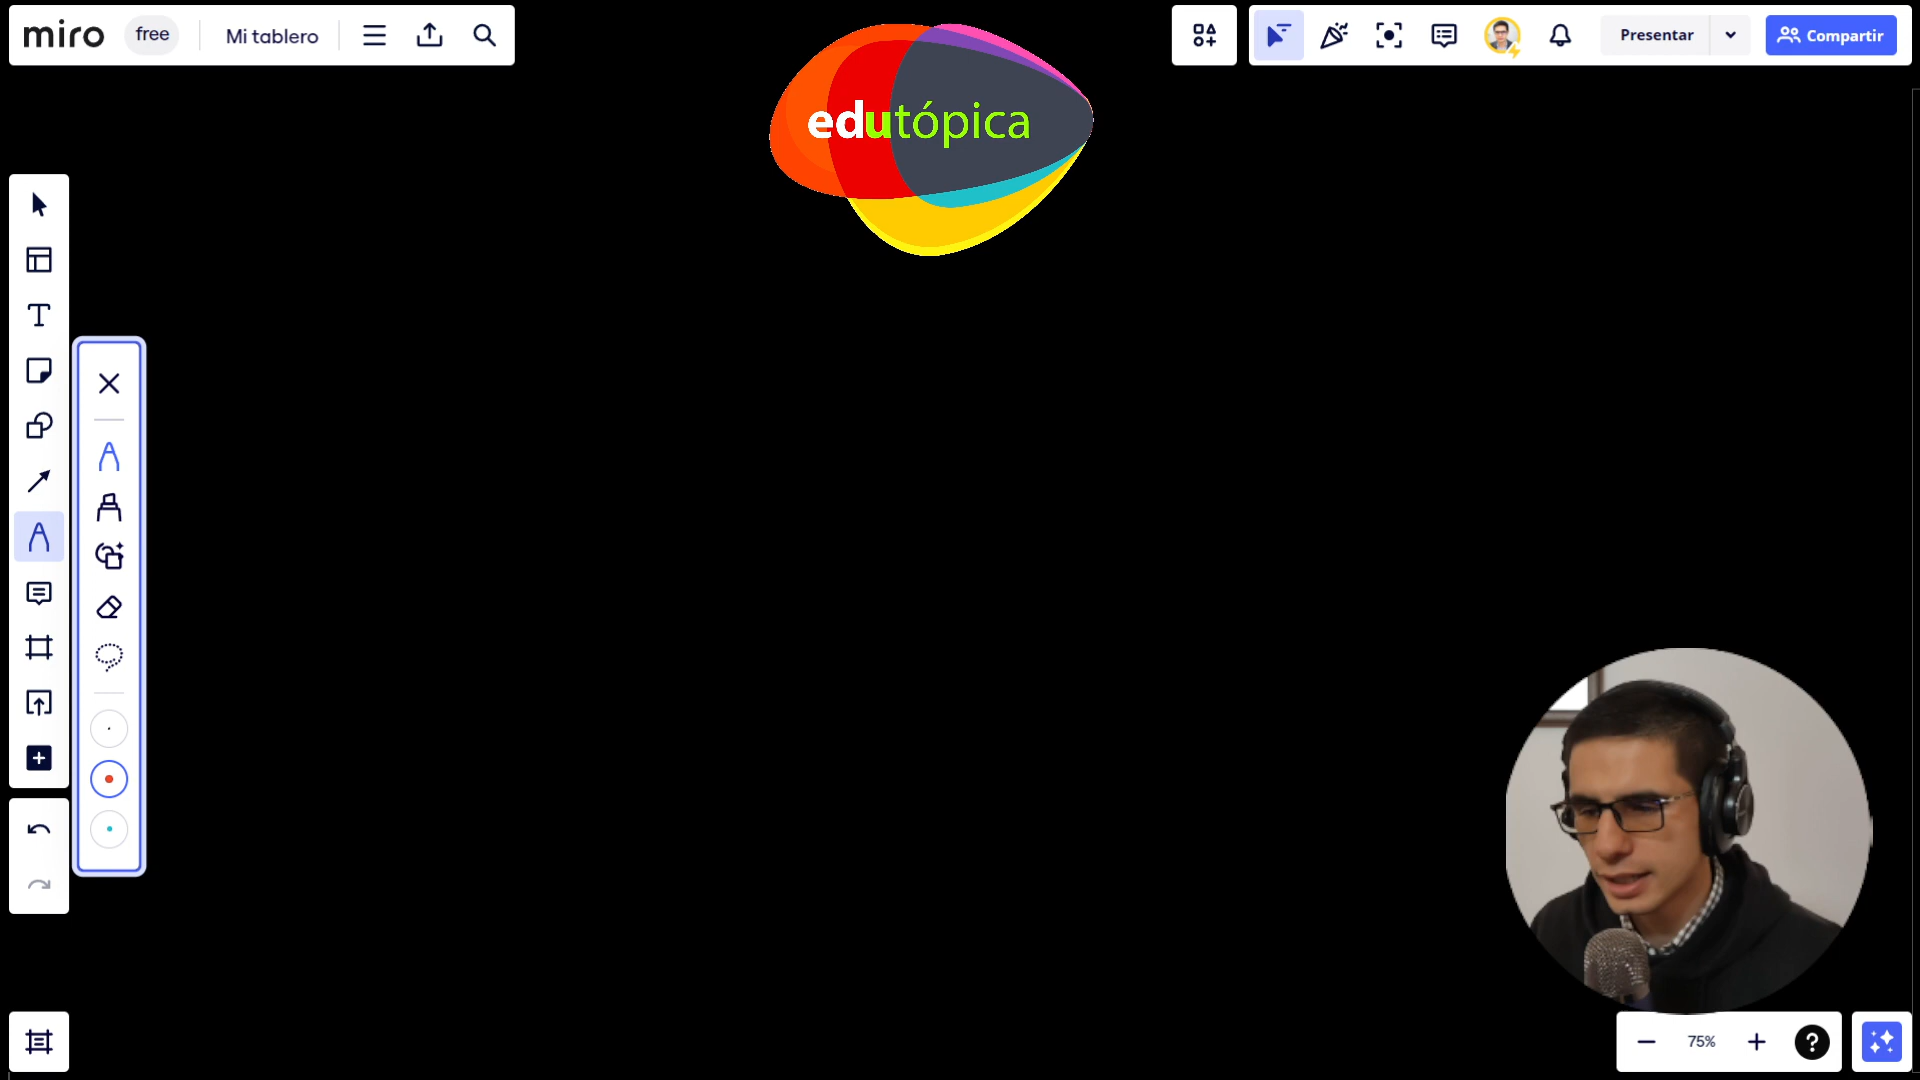 miro
free
Mi tablero
Presentar
Compartir
edutópica
75%